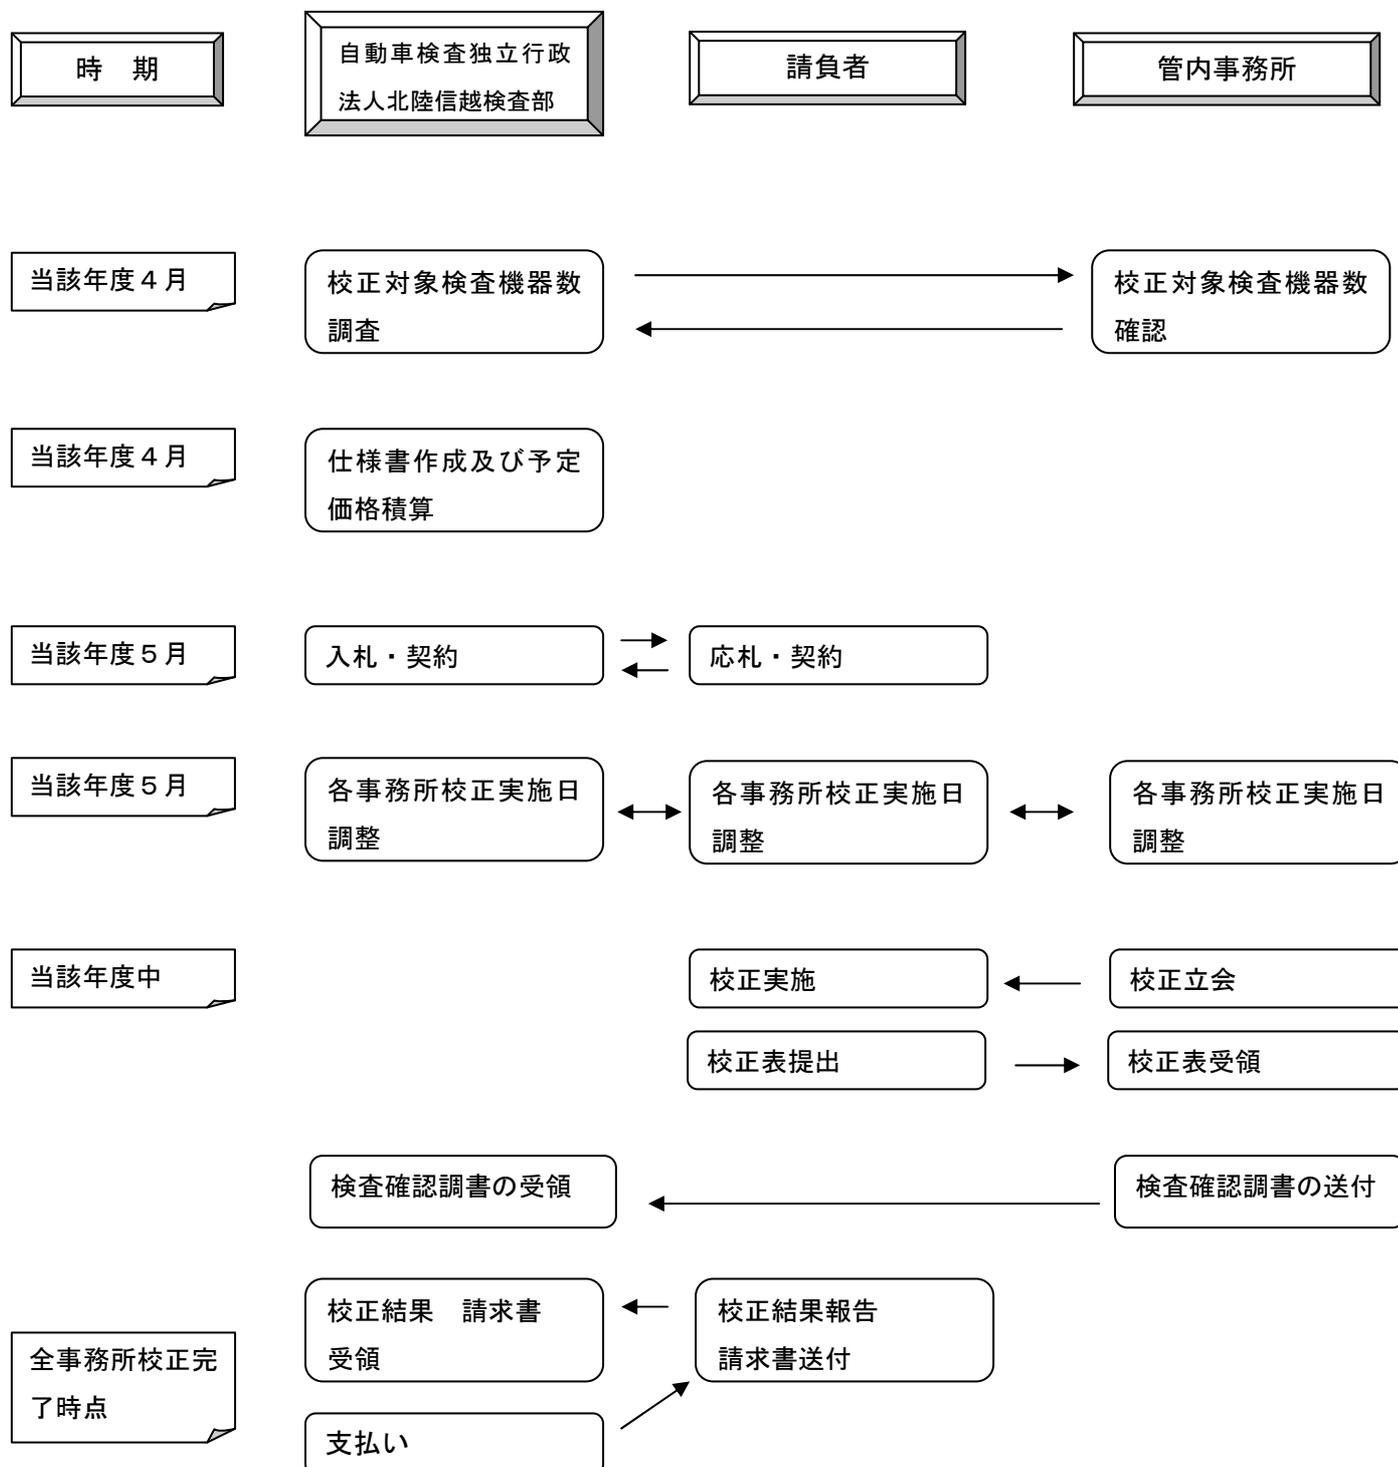 時　期
自動車検査独立行政
法人北陸信越検査部
請負者
管内事務所
当該年度４月
校正対象検査機器数
調査
校正対象検査機器数
確認
当該年度４月
仕様書作成及び予定
価格積算
当該年度５月
入札・契約
応札・契約
当該年度５月
各事務所校正実施日
調整
各事務所校正実施日
調整
各事務所校正実施日
調整
当該年度中
校正実施
校正立会
校正表提出
校正表受領
検査確認調書の受領
検査確認調書の送付
全事務所校正完
了時点
校正結果　請求書
受領
校正結果報告
請求書送付
支払い